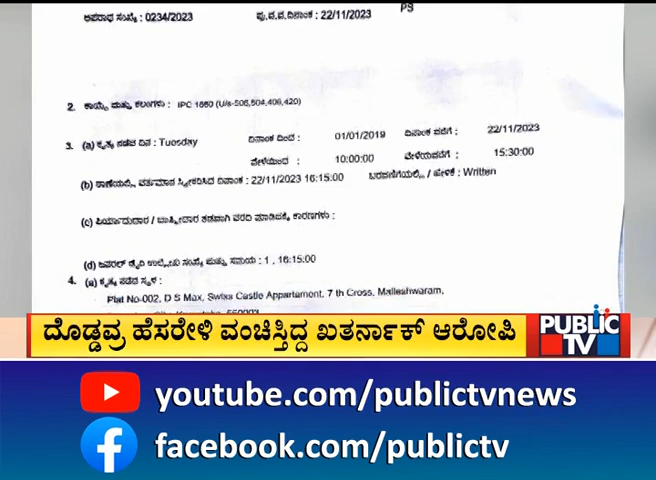 ಅಪರಾಧ ಸಂಖ್ಯೆ : 0234/2023 ಪ್ರ.ವ.ವ.ದಿನಾಂಕ : 22/11/2023 PS
2. ಕಾಯ್ದೆ ಮತ್ತು ಕಲಂಗಳು : IPC 1860 (U/s-506,504,406,420)
3. (a) ಕೃತ್ಯ ನಡೆದ ದಿನ : Tuesday ದಿನಾಂಕ ದಿಂದ : 01/01/2019 ದಿನಾಂಕ ವರೆಗೆ : 22/11/2023
ವೇಳೆಯಿಂದ : 10:00:00 ವೇಳೆಯವರೆಗೆ : 15:30:00
(b) ಠಾಣೆಯಲ್ಲಿ ವರ್ತಮಾನ ಸ್ವೀಕರಿಸಿದ ದಿನಾಂಕ : 22/11/2023 16:15:00 ಬರವಣಿಗೆಯಲ್ಲಿ / ಹೇಳಿಕೆ : Written
(c) ಪಿರ್ಯಾದುದಾರ / ಬಾತ್ಮೀದಾರ ತಡವಾಗಿ ವರದಿ ಮಾಡಿದಕ್ಕೆ ಕಾರಣಗಳು :
(d) ಜನರಲ್ ಡೈರಿ ಉಲ್ಲೇಖ ಸಂಖ್ಯೆ ಮತ್ತು ಸಮಯ : 1 , 16:15:00
4. (a) ಕೃತ್ಯ ನಡೆದ ಸ್ಥಳ :
Flat No-002, D S Max, Swiss Castle Appartement, 7 th Cross, Malleshwaram,
ದೊಡ್ಡವ್ರ ಹೆಸರೇಳಿ ವಂಚಿಸ್ತಿದ್ದ ಖತರ್ನಾಕ್ ಆರೋಪಿ
PUBLIC TV
youtube.com/publictvnews
facebook.com/publictv